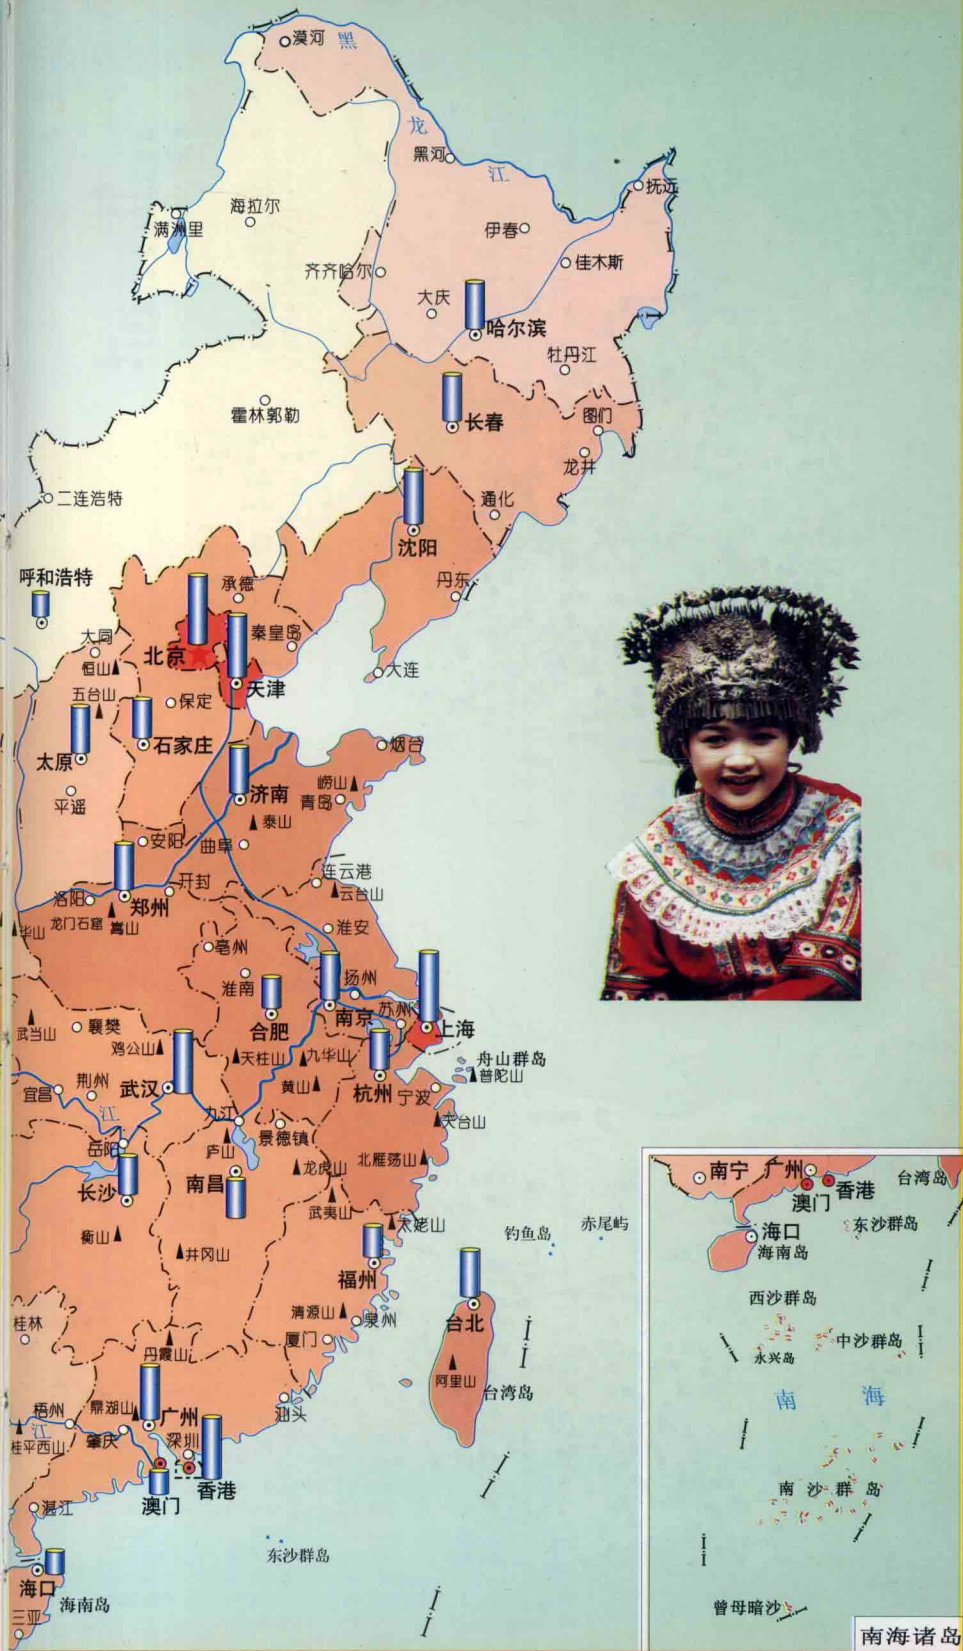 漠河
黑
龙
江
黑河
抚远
海拉尔
满洲里
伊春
佳木斯
齐齐哈尔
大庆
哈尔滨
牡丹江
霍林郭勒
长春
图们
龙井
二连浩特
通化
沈阳
呼和浩特
承德
丹东
大同
北京
秦皇岛
恒山
大连
天津
五台山
保定
石家庄
太原
烟台
平遥
济南
崂山
青岛
泰山
安阳
曲阜
连云港
开封
云台山
洛阳
郑州
龙门石窟
嵩山
华山
淮安
亳州
淮南
扬州
合肥
南京
苏州
上海
武当山
襄樊
鸡公山
天柱山
九华山
舟山群岛
普陀山
宜昌
荆州
武汉
黄山
杭州
宁波
江
九江
天台山
岳阳
景德镇
庐山
北雁荡山
龙虎山
长沙
南昌
武夷山
太姥山
衡山
井冈山
钓鱼岛
赤尾屿
福州
清源山
泉州
台北
桂林
厦门
丹霞山
阿里山
台湾岛
梧州
鼎湖山
广州
汕头
江
桂平西山
肇庆
深圳
香港
澳门
湛江
东沙群岛
海口
海南岛
三亚
南宁
广州
台湾岛
香港
澳门
海口
东沙群岛
海南岛
西沙群岛
中沙群岛
永兴岛
南
海
南沙群岛
曾母暗沙
南海诸岛